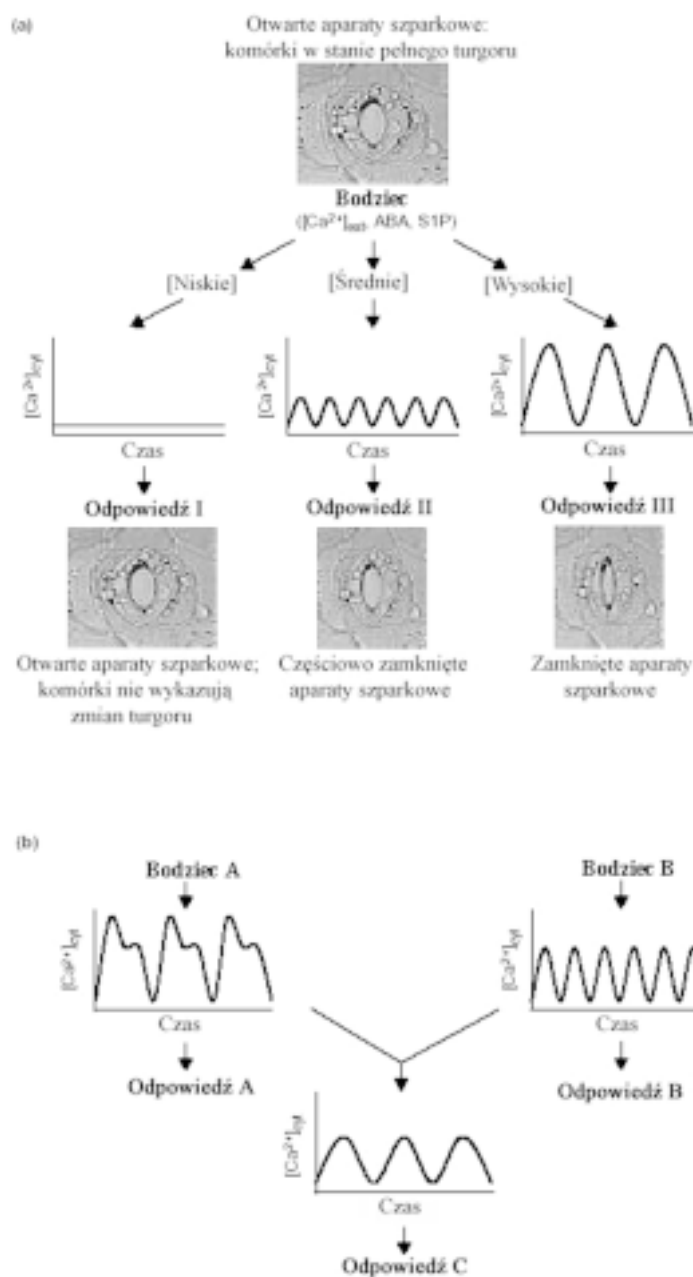 (a)
Otwarte aparaty szparkowe:
komórki w stanie pełnego turgoru
Bodziec
([Ca²⁺]ext, ABA, S1P)
[Niskie]
[Średnie]
[Wysokie]
[Ca²⁺]cyt
[Ca²⁺]cyt
[Ca²⁺]cyt
Czas
Czas
Czas
Odpowiedź I
Odpowiedź II
Odpowiedź III
Otwarte aparaty szparkowe;
komórki nie wykazują
zmian turgoru
Częściowo zamknięte
aparaty szparkowe
Zamknięte aparaty
szparkowe
(b)
Bodziec A
Bodziec B
[Ca²⁺]cyt
[Ca²⁺]cyt
Czas
Czas
Odpowiedź A
Odpowiedź B
[Ca²⁺]cyt
Czas
Odpowiedź C